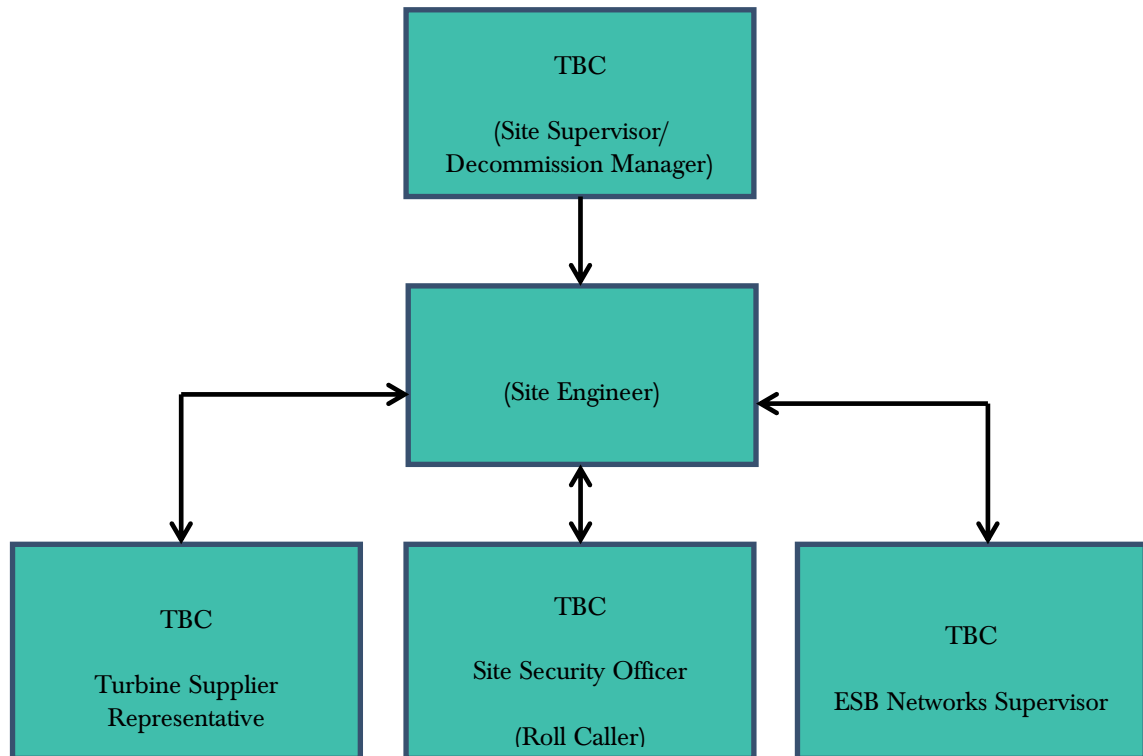 TBC
(Site Supervisor/
Decommission Manager)
(Site Engineer)
TBC
Turbine Supplier
Representative
TBC
Site Security Officer
(Roll Caller)
TBC
ESB Networks Supervisor